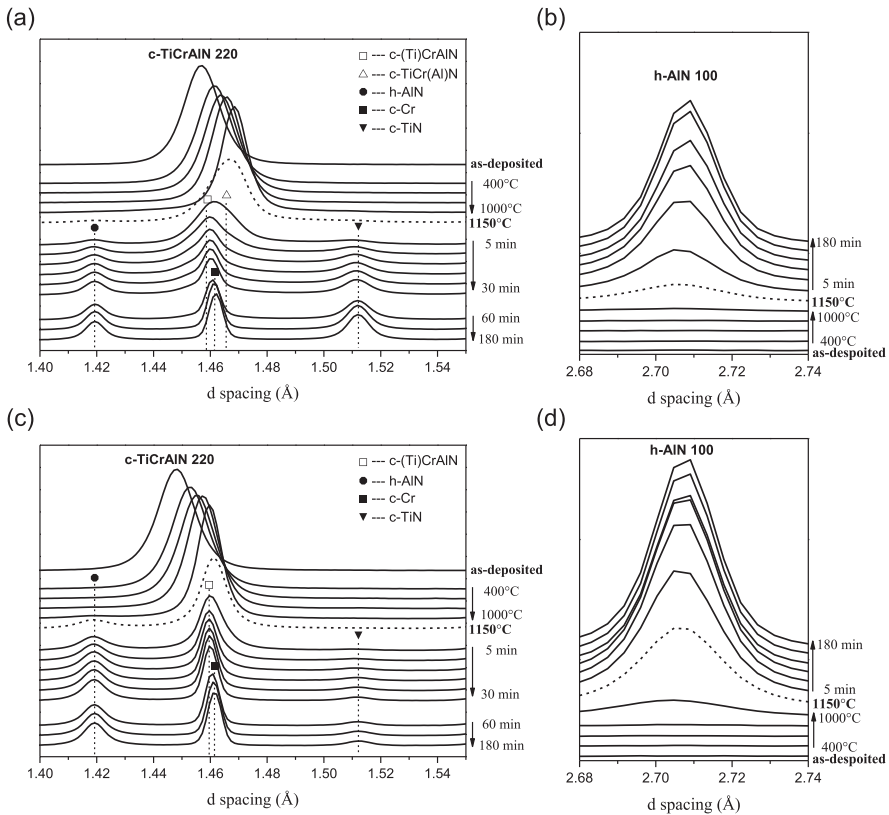 (a)
c-TiCrAlN 220
□ --- c-(Ti)CrAlN
△ --- c-TiCr(Al)N
● --- h-AlN
■ --- c-Cr
▼ --- c-TiN
as-deposited
400°C
1000°C
1150°C
5 min
30 min
60 min
180 min
1.40 1.42 1.44 1.46 1.48 1.50 1.52 1.54
d spacing (Å)
(b)
h-AlN 100
180 min
5 min
1150°C
1000°C
400°C
as-despoited
2.68 2.70 2.72 2.74
d spacing (Å)
(c)
c-TiCrAlN 220
□ --- c-(Ti)CrAlN
● --- h-AlN
■ --- c-Cr
▼ --- c-TiN
as-deposited
400°C
1000°C
1150°C
5 min
30 min
60 min
180 min
1.40 1.42 1.44 1.46 1.48 1.50 1.52 1.54
d spacing (Å)
(d)
h-AlN 100
180 min
5 min
1150°C
1000°C
400°C
as-despoited
2.68 2.70 2.72 2.74
d spacing (Å)